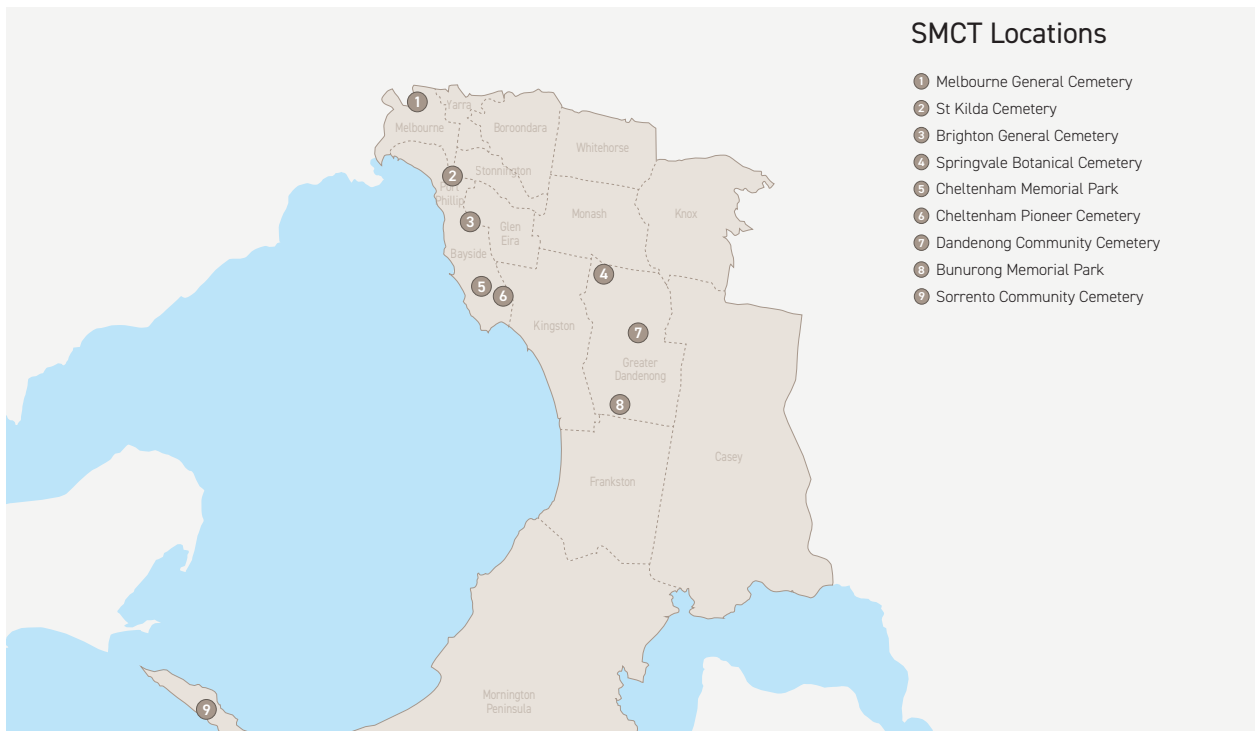 SMCT Locations
1 Melbourne General Cemetery
2 St Kilda Cemetery
3 Brighton General Cemetery
4 Springvale Botanical Cemetery
5 Cheltenham Memorial Park
6 Cheltenham Pioneer Cemetery
7 Dandenong Community Cemetery
8 Bunurong Memorial Park
9 Sorrento Community Cemetery
1
Yarra
Melbourne
Boroondara
Whitehorse
2
Stonnington
Port
Phillip
3
Glen
Eira
Monash
Knox
Bayside
4
5
6
Kingston
7
Greater
Dandenong
8
Casey
Frankston
Mornington
Peninsula
9